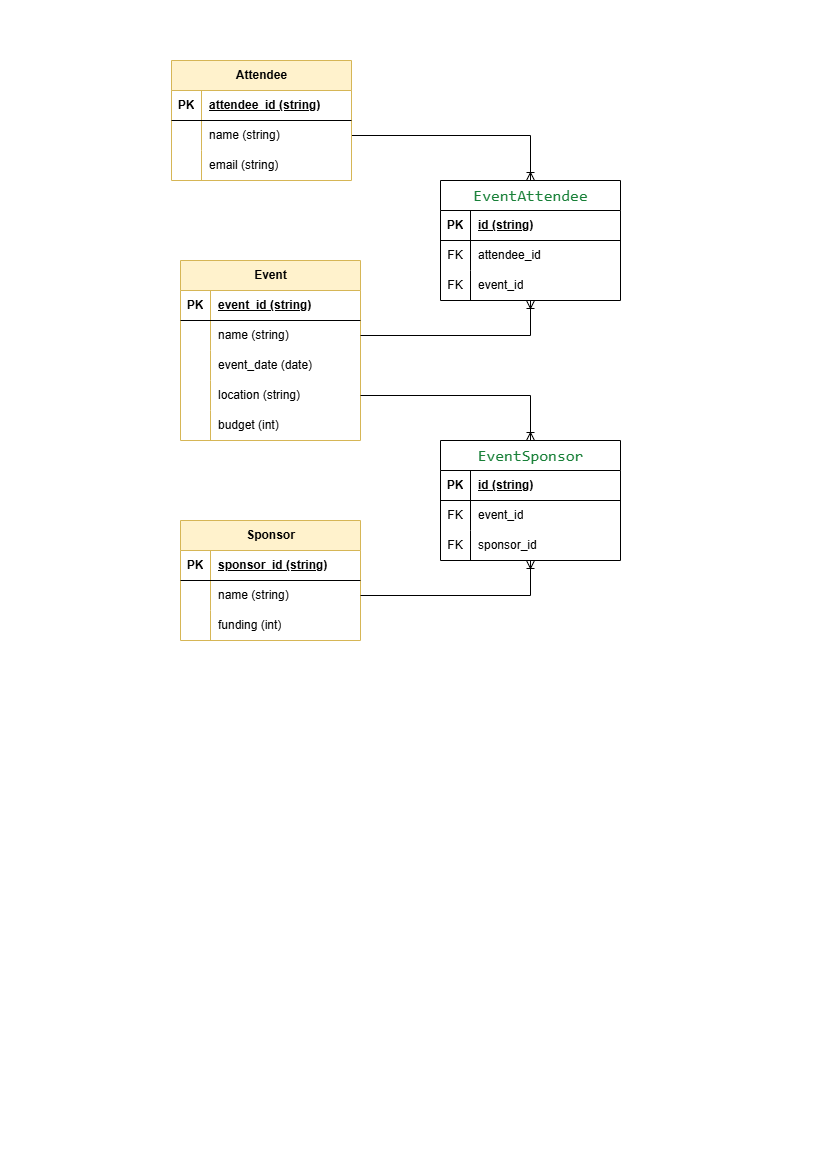 Attendee
PK attendee_id (string)
name (string)
email (string)
EventAttendee
PK id (string)
FK attendee_id
FK event_id
Event
PK event_id (string)
name (string)
event_date (date)
location (string)
budget (int)
EventSponsor
PK id (string)
FK event_id
FK sponsor_id
Sponsor
PK sponsor_id (string)
name (string)
funding (int)